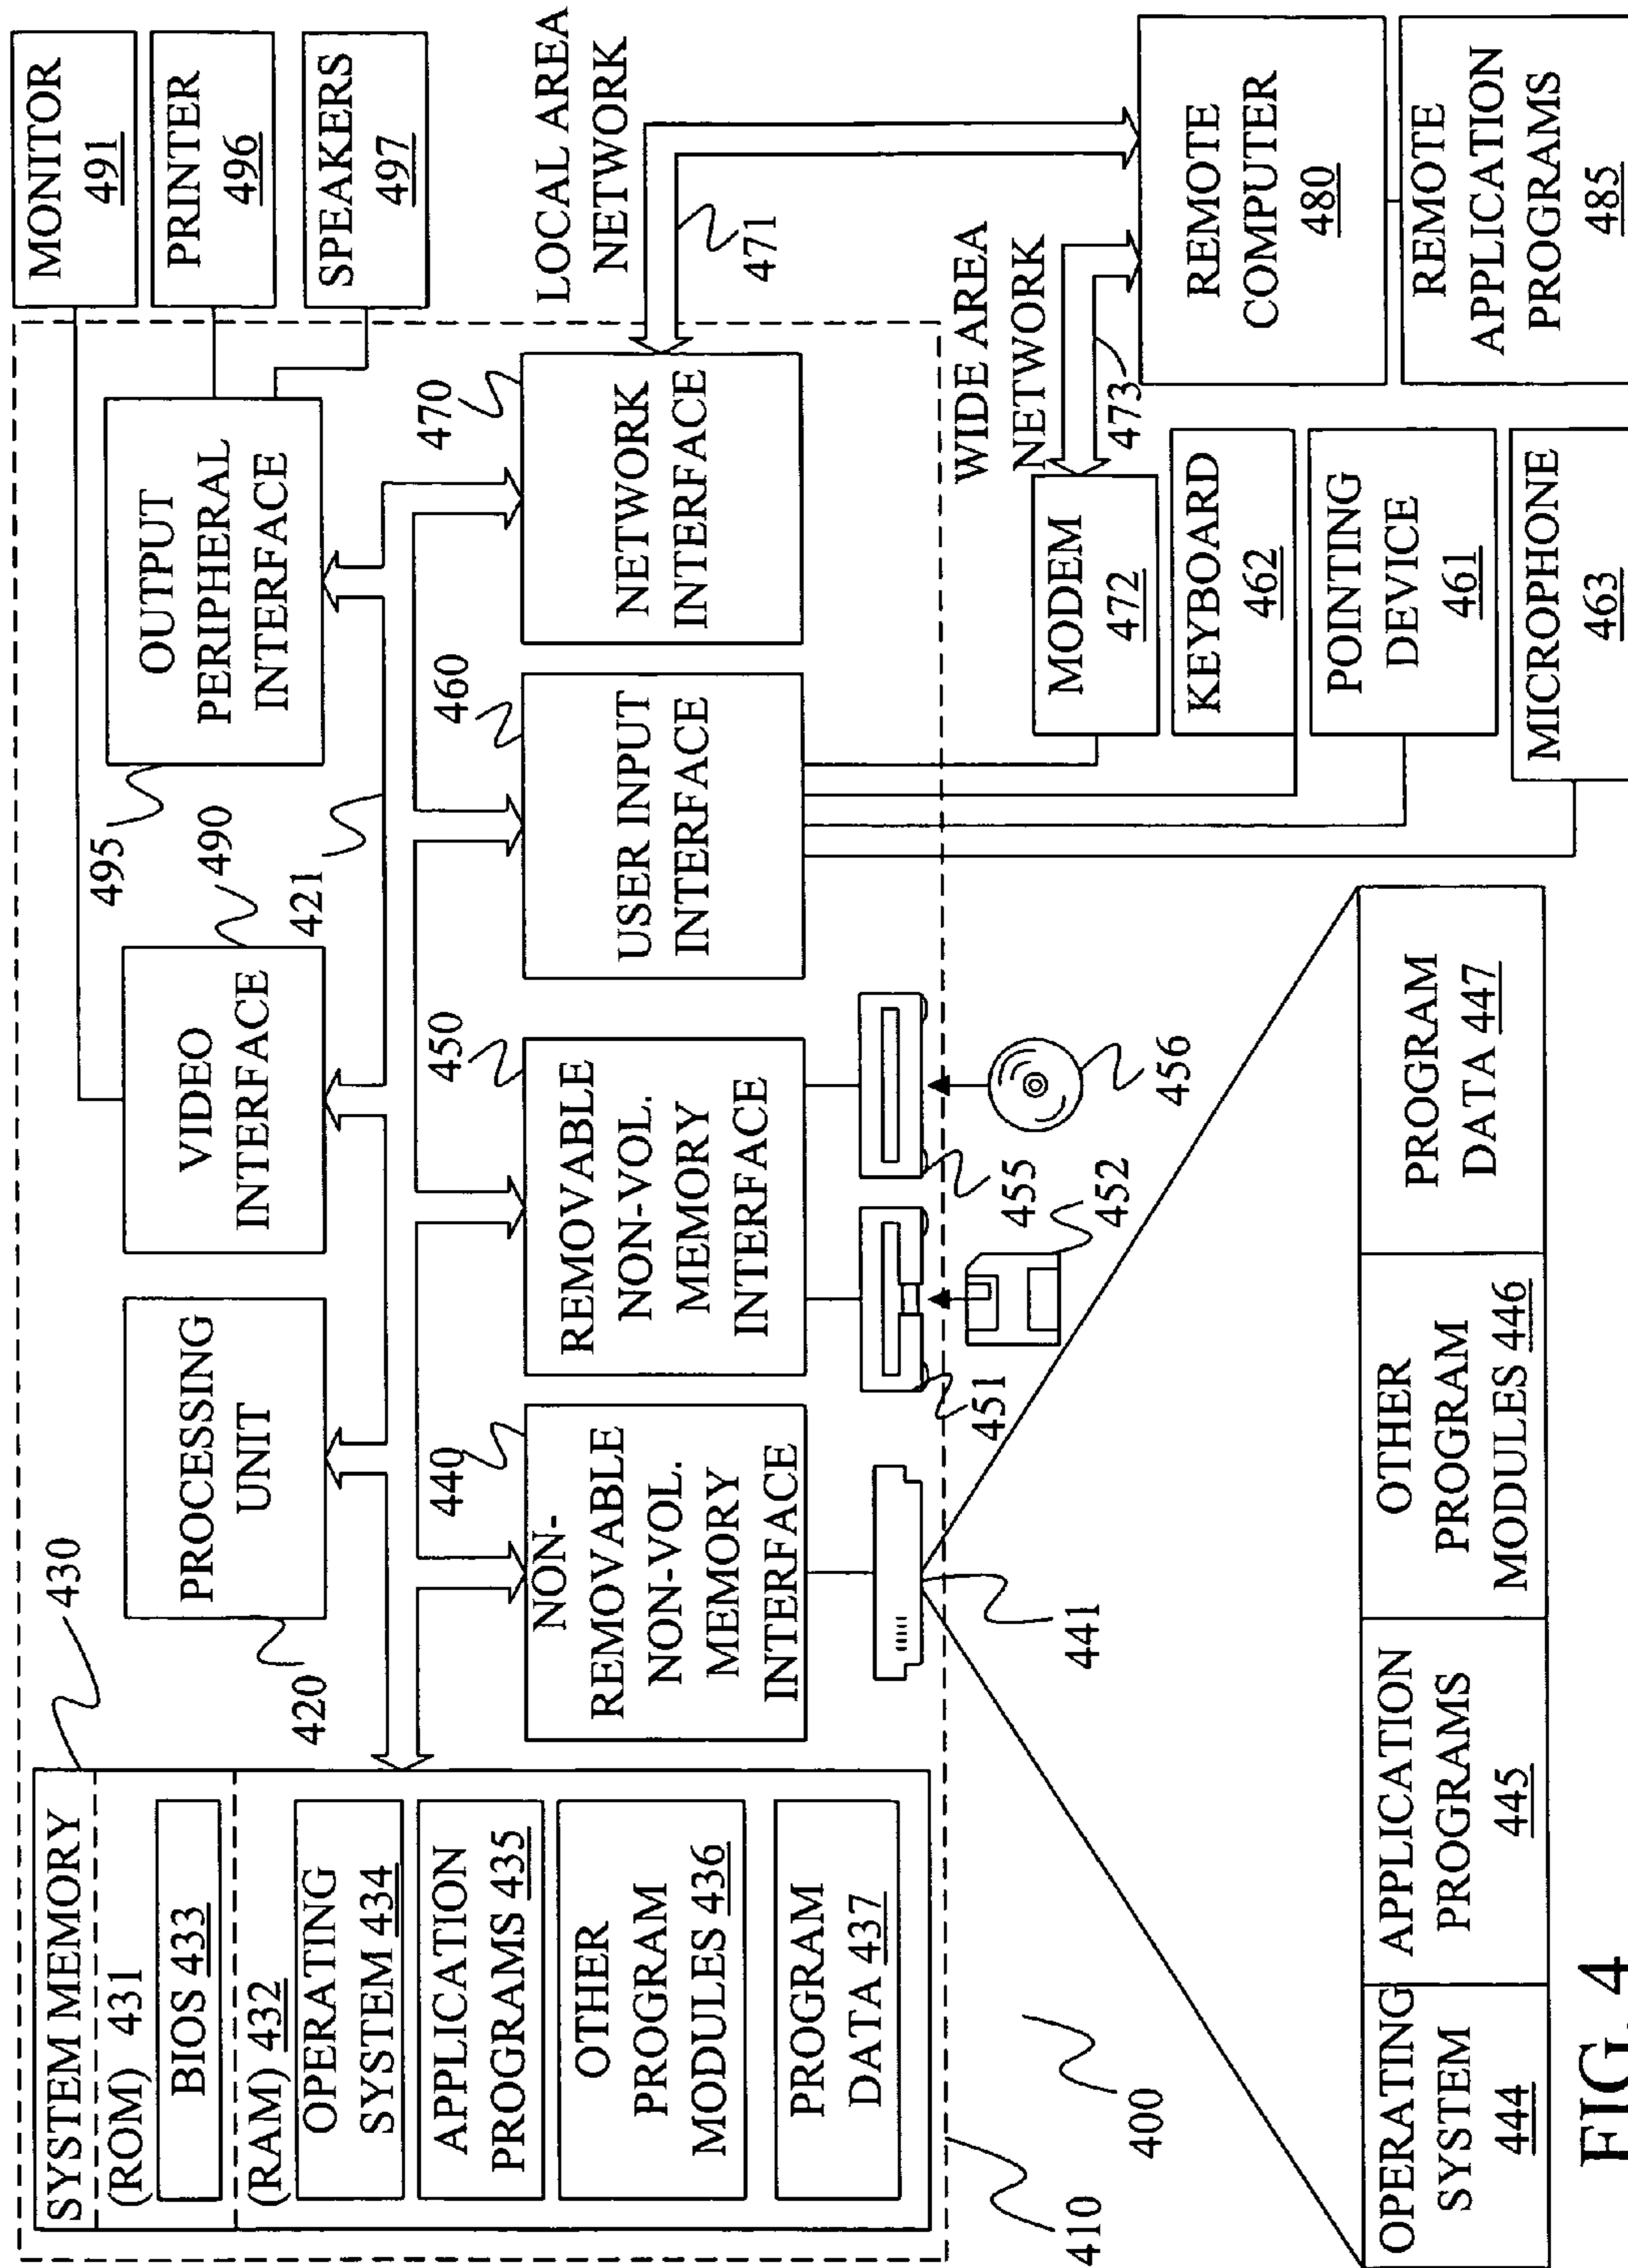 SYSTEM MEMORY
(ROM) 431
BIOS 433
(RAM) 432
OPERATING
SYSTEM 434
APPLICATION
PROGRAMS 435
OTHER
PROGRAM
MODULES 436
PROGRAM
DATA 437
430
PROCESSING
UNIT
420
VIDEO
INTERFACE
490
421
OUTPUT
PERIPHERAL
INTERFACE
495
MONITOR
491
PRINTER
496
SPEAKERS
497
440
NON-
REMOVABLE
NON-VOL.
MEMORY
INTERFACE
450
REMOVABLE
NON-VOL.
MEMORY
INTERFACE
460
USER INPUT
INTERFACE
470
NETWORK
INTERFACE
LOCAL AREA
NETWORK
471
441
451
452
455
456
WIDE AREA
NETWORK
473
MODEM
472
KEYBOARD
462
POINTING
DEVICE
461
MICROPHONE
463
REMOTE
COMPUTER
480
REMOTE
APPLICATION
PROGRAMS
485
410
400
OPERATING
SYSTEM
444
APPLICATION
PROGRAMS
445
OTHER
PROGRAM
MODULES 446
PROGRAM
DATA 447
FIG. 4